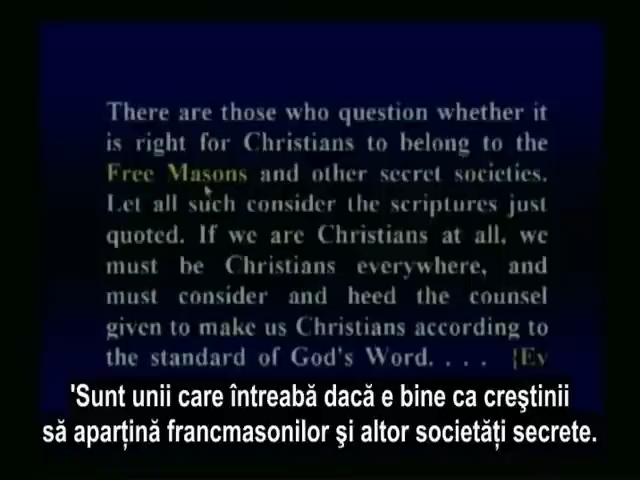 There are those who question whether it
is right for Christians to belong to the
Free Masons and other secret societies.
Let all such consider the scriptures just
quoted. If we are Christians at all, we
must be Christians everywhere, and
must consider and heed the counsel
given to make us Christians according to
the standard of God's Word. . . . {Ev
'Sunt unii care întreabă dacă e bine ca creştinii
să aparţină francmasonilor şi altor societăţi secrete.